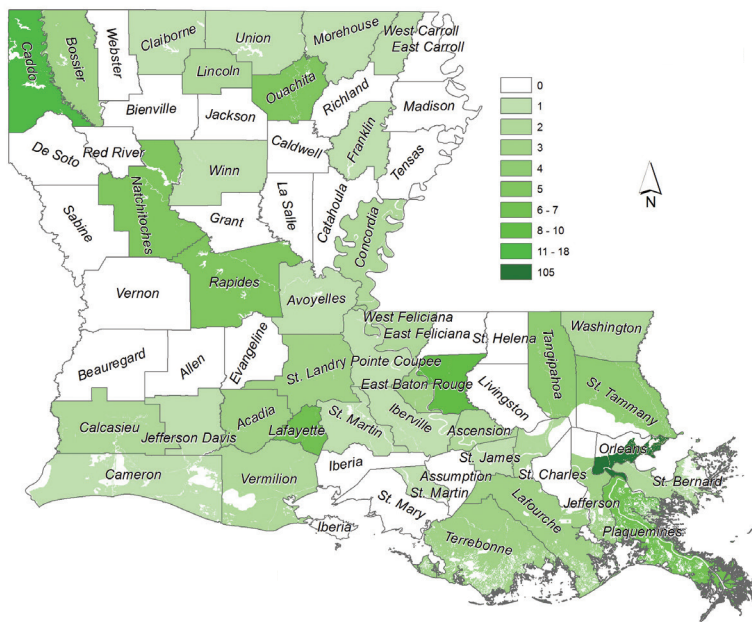 Caddo
Bossier
Webster
Claiborne
Union
Morehouse
West Carroll
East Carroll
Lincoln
Ouachita
Richland
Madison
Bienville
Jackson
De Soto
Red River
Caldwell
Franklin
Tensas
Winn
Natchitoches
Sabine
Grant
La Salle
Catahoula
Concordia
Vernon
Rapides
Avoyelles
Beauregard
Allen
Evangeline
St. Landry
Pointe Coupee
West Feliciana
East Feliciana
St. Helena
Tangipahoa
Washington
East Baton Rouge
Livingston
St. Tammany
Calcasieu
Jefferson Davis
Acadia
Lafayette
St. Martin
Iberville
Ascension
Cameron
Vermilion
Iberia
Assumption
St. Martin
St. James
St. Charles
Orleans
St. Bernard
Jefferson
Plaquemines
St. Mary
Iberia
Terrebonne
Lafourche
0
1
2
3
4
5
6 - 7
8 - 10
11 - 18
105
N